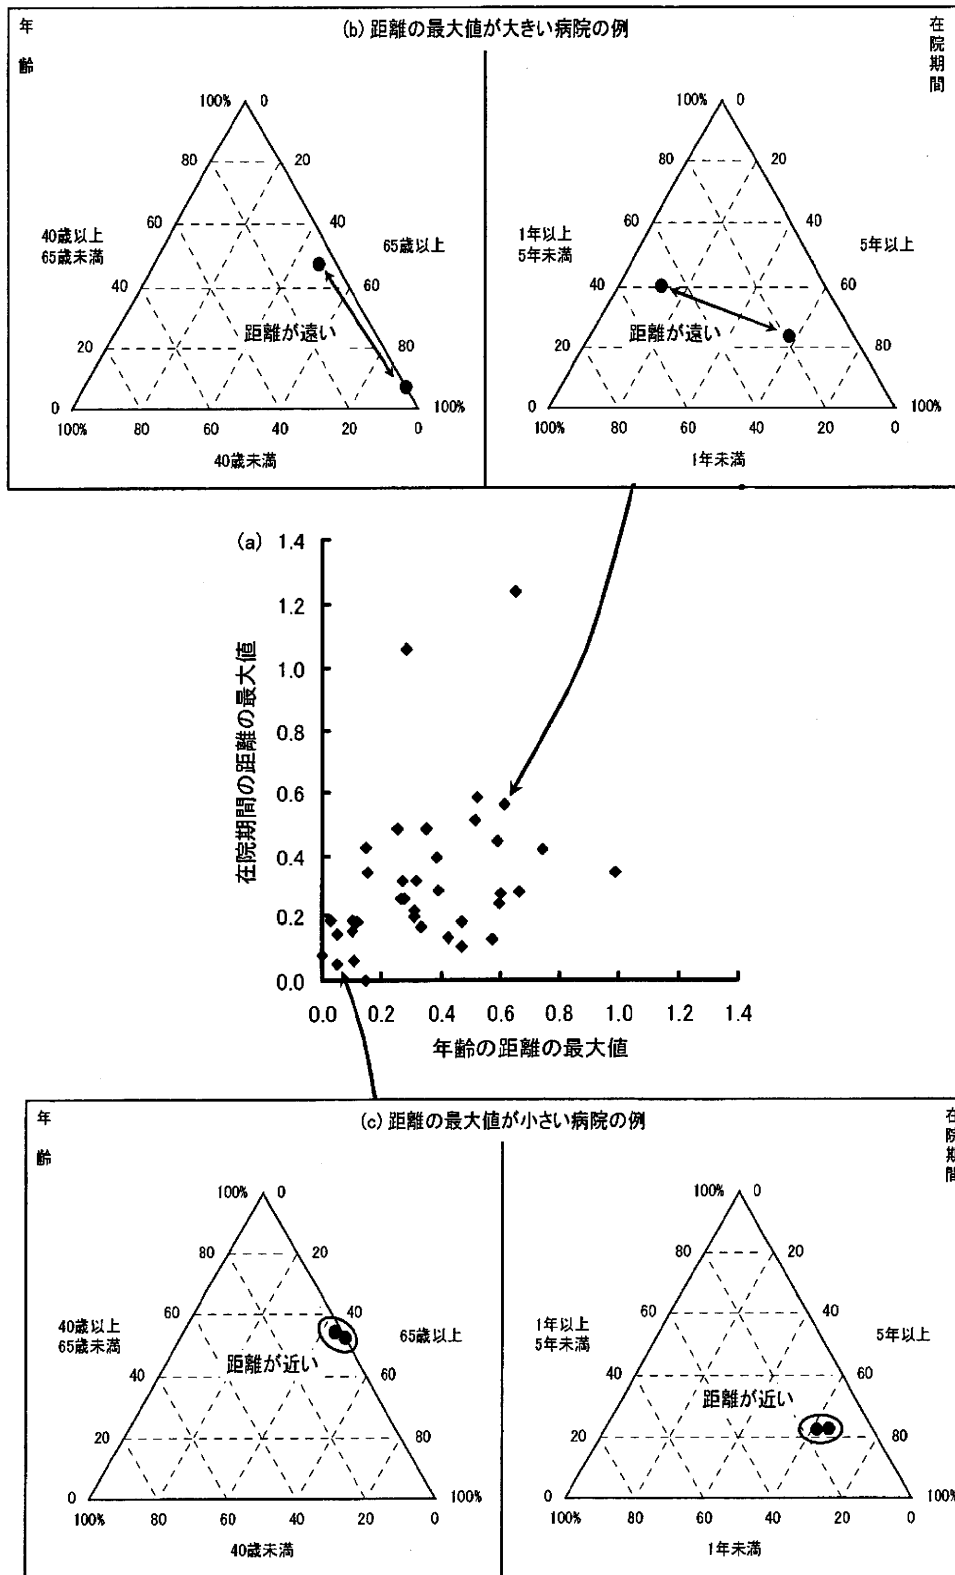 (b) 距離の最大値が大きい病院の例
年
齢
100% 0
80 20
60 40
40歳以上
65歳未満
65歳以上
40 60
距離が遠い
20 80
0 100%
100% 80 60 40 20 0
40歳未満
在
院
期
間
100% 0
80 20
60 40
1年以上
5年未満
5年以上
40 60
距離が遠い
20 80
0 100%
100% 80 60 40 20 0
1年未満
(a)
在院期間の距離の最大値
1.4
1.2
1.0
0.8
0.6
0.4
0.2
0.0
0.0 0.2 0.4 0.6 0.8 1.0 1.2 1.4
年齢の距離の最大値
(c) 距離の最大値が小さい病院の例
年
齢
100% 0
80 20
60 40
40歳以上
65歳未満
65歳以上
距離が近い
40 60
20 80
0 100%
100% 80 60 40 20 0
40歳未満
在
院
期
間
100% 0
80 20
60 40
1年以上
5年未満
5年以上
40 60
距離が近い
20 80
0 100%
100% 80 60 40 20 0
1年未満